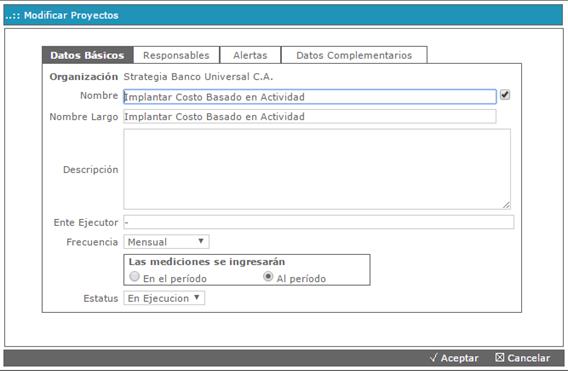 ..:: Modificar Proyectos
Datos Básicos Responsables Alertas Datos Complementarios
Organización Strategia Banco Universal C.A.
Nombre Implantar Costo Basado en Actividad
Nombre Largo Implantar Costo Basado en Actividad
Descripción
Ente Ejecutor -
Frecuencia Mensual
Las mediciones se ingresarán
En el período Al período
Estatus En Ejecucion
√ Aceptar ☒ Cancelar